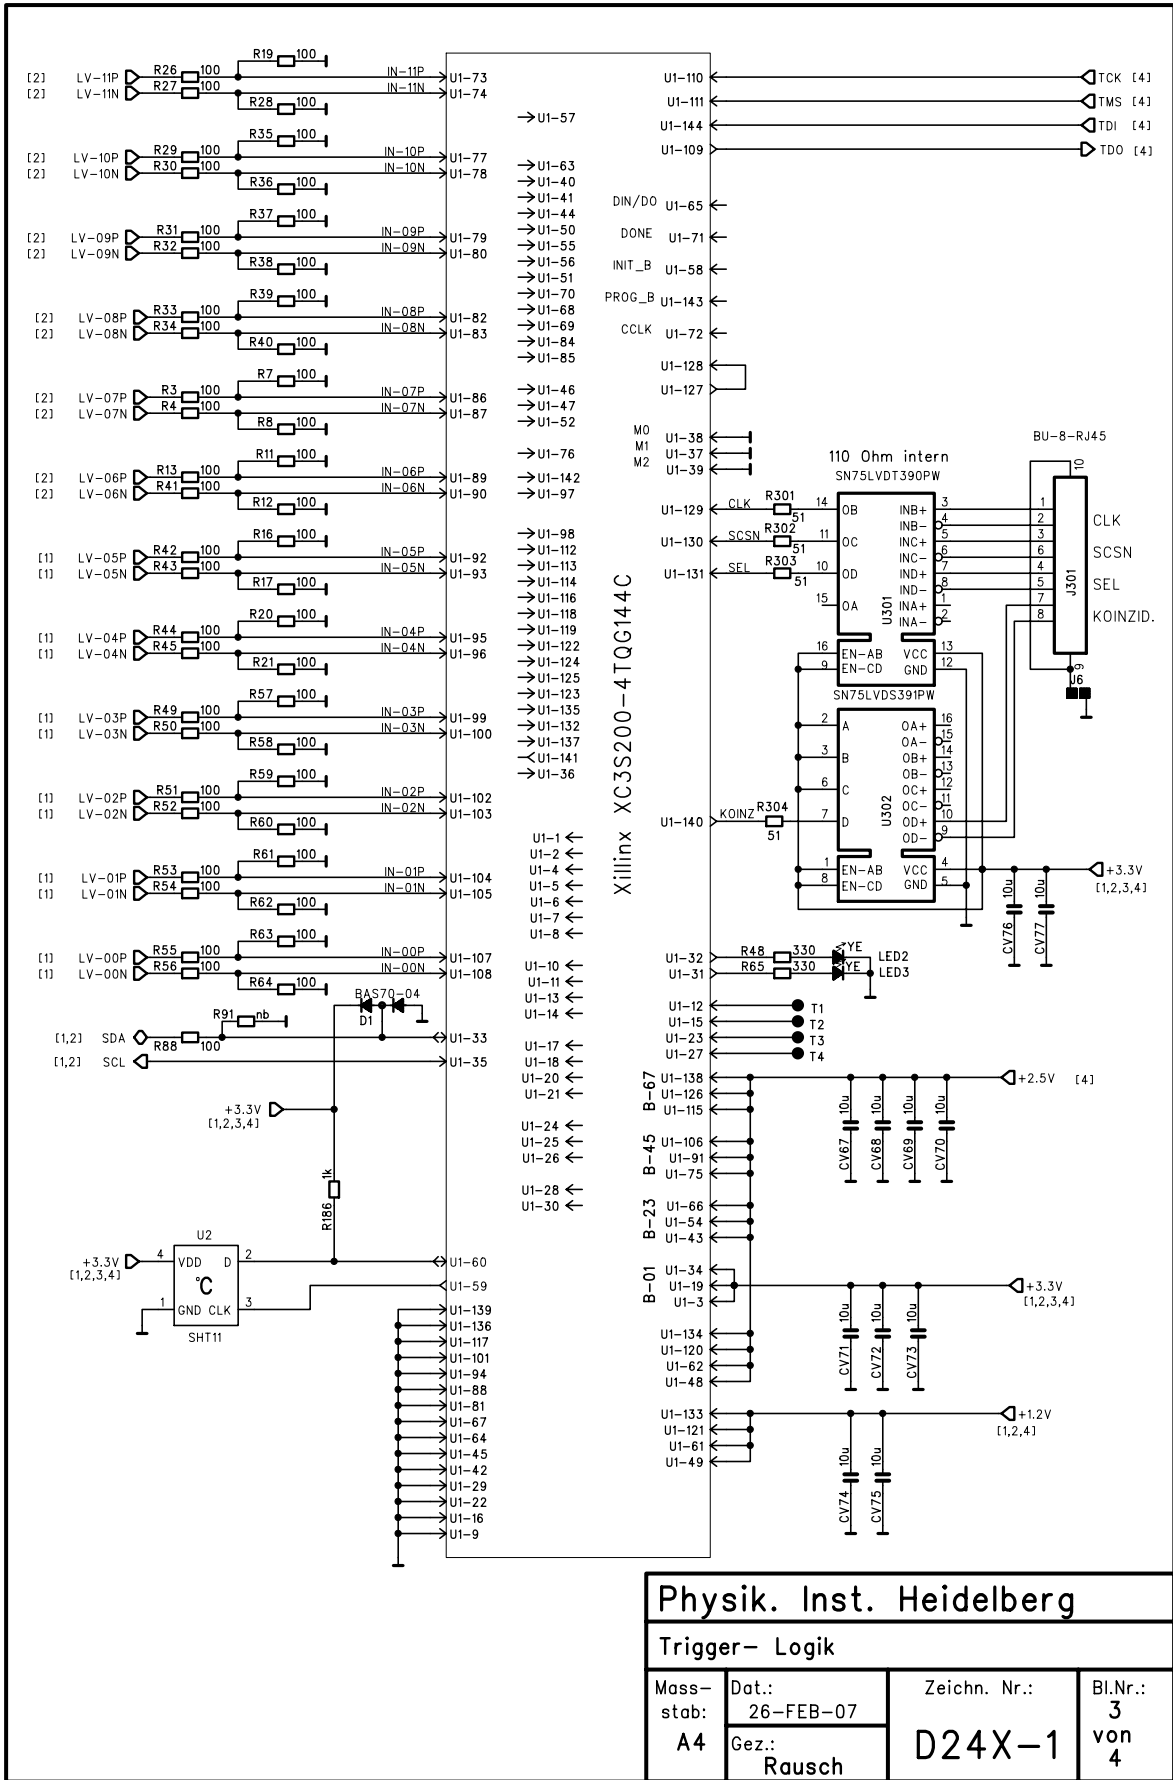 R19 100
[2] LV-11P R26 100 IN-11P U1-73
[2] LV-11N R27 100 IN-11N U1-74
R28 100
R35 100
[2] LV-10P R29 100 IN-10P U1-77
[2] LV-10N R30 100 IN-10N U1-78
R36 100
R37 100
[2] LV-09P R31 100 IN-09P U1-79
[2] LV-09N R32 100 IN-09N U1-80
R38 100
R39 100
[2] LV-08P R33 100 IN-08P U1-82
[2] LV-08N R34 100 IN-08N U1-83
R40 100
R7 100
[2] LV-07P R3 100 IN-07P U1-86
[2] LV-07N R4 100 IN-07N U1-87
R8 100
R11 100
[2] LV-06P R13 100 IN-06P U1-89
[2] LV-06N R41 100 IN-06N U1-90
R12 100
R16 100
[1] LV-05P R42 100 IN-05P U1-92
[1] LV-05N R43 100 IN-05N U1-93
R17 100
R20 100
[1] LV-04P R44 100 IN-04P U1-95
[1] LV-04N R45 100 IN-04N U1-96
R21 100
R57 100
[1] LV-03P R49 100 IN-03P U1-99
[1] LV-03N R50 100 IN-03N U1-100
R58 100
R59 100
[1] LV-02P R51 100 IN-02P U1-102
[1] LV-02N R52 100 IN-02N U1-103
R60 100
R61 100
[1] LV-01P R53 100 IN-01P U1-104
[1] LV-01N R54 100 IN-01N U1-105
R62 100
R63 100
[1] LV-00P R55 100 IN-00P U1-107
[1] LV-00N R56 100 IN-00N U1-108
R64 100
BAS70-04
D1
R91 nb
[1,2] SDA R88 100 U1-33
[1,2] SCL U1-35
+3.3V
[1,2,3,4]
R186 1k
U2
+3.3V
[1,2,3,4]
4 VDD D 2 U1-60
°C
U1-59
1 GND CLK 3
SHT11
U1-139
U1-136
U1-117
U1-101
U1-94
U1-88
U1-81
U1-67
U1-64
U1-45
U1-42
U1-29
U1-22
U1-16
U1-9
U1-57
U1-63
U1-40
U1-41
U1-44
U1-50
U1-55
U1-56
U1-51
U1-70
U1-68
U1-69
U1-84
U1-85
U1-46
U1-47
U1-52
U1-76
U1-142
U1-97
U1-98
U1-112
U1-113
U1-114
U1-116
U1-118
U1-119
U1-122
U1-124
U1-125
U1-123
U1-135
U1-132
U1-137
U1-141
U1-36
U1-1
U1-2
U1-4
U1-5
U1-6
U1-7
U1-8
U1-10
U1-11
U1-13
U1-14
U1-17
U1-18
U1-20
U1-21
U1-24
U1-25
U1-26
U1-28
U1-30
Xillinx XC3S200-4TQG144C
U1-110 TCK [4]
U1-111 TMS [4]
U1-144 TDI [4]
U1-109 TDO [4]
DIN/DO U1-65
DONE U1-71
INIT_B U1-58
PROG_B U1-143
CCLK U1-72
U1-128
U1-127
M0 U1-38
M1 U1-37
M2 U1-39
110 Ohm intern
SN75LVDT390PW
BU-8-RJ45
U1-129 CLK R301 51 14 OB
U1-130 SCSN R302 51 11 OC
U1-131 SEL R303 51 10 OD
15 OA
U301
INB+ 3
INB- 4
INC+ 5
INC- 6
IND+ 7
IND- 8
INA+ 1
INA- 2
16 EN-AB VCC 13
9 EN-CD GND 12
10
1
2 CLK
3
6 SCSN
4
5 SEL
7
8 KOINZID.
J301
9
J6
SN75LVDS391PW
2 A
3 B
6 C
U1-140 KOINZ R304 51 7 D
U302
OA+ 16
OA- 15
OB+ 14
OB- 13
OC+ 12
OC- 11
OD+ 10
OD- 9
1 EN-AB VCC 4
8 EN-CD GND 5
+3.3V
[1,2,3,4]
CV76 10u
CV77 10u
U1-32 R48 330 YE LED2
U1-31 R65 330 YE LED3
U1-12 T1
U1-15 T2
U1-23 T3
U1-27 T4
B-67
U1-138 +2.5V [4]
U1-126
U1-115
CV67 10u
CV68 10u
CV69 10u
CV70 10u
B-45
U1-106
U1-91
U1-75
B-23
U1-66
U1-54
U1-43
B-01
U1-34
U1-19 +3.3V
U1-3 [1,2,3,4]
CV71 10u
CV72 10u
CV73 10u
U1-134
U1-120
U1-62
U1-48
U1-133 +1.2V
U1-121 [1,2,4]
U1-61
U1-49
CV74 10u
CV75 10u
Physik. Inst. Heidelberg
Trigger- Logik
Mass-
stab:
A4
Dat.:
26-FEB-07
Gez.:
Rausch
Zeichn. Nr.:
D24X-1
Bl.Nr.:
3
von
4